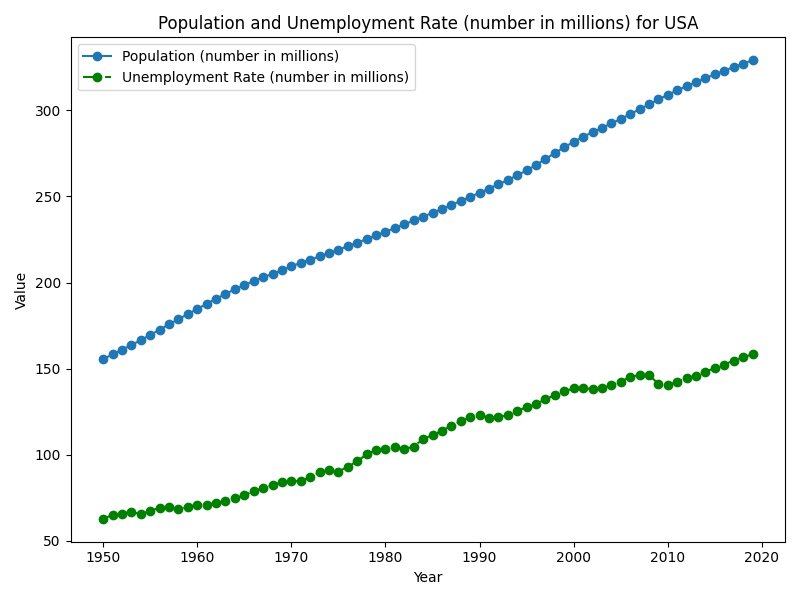 Population and Unemployment Rate (number in millions) for USA
Population (number in millions)
Unemployment Rate (number in millions)
Value
300
250
200
150
100
50
1950
1960
1970
1980
1990
2000
2010
2020
Year